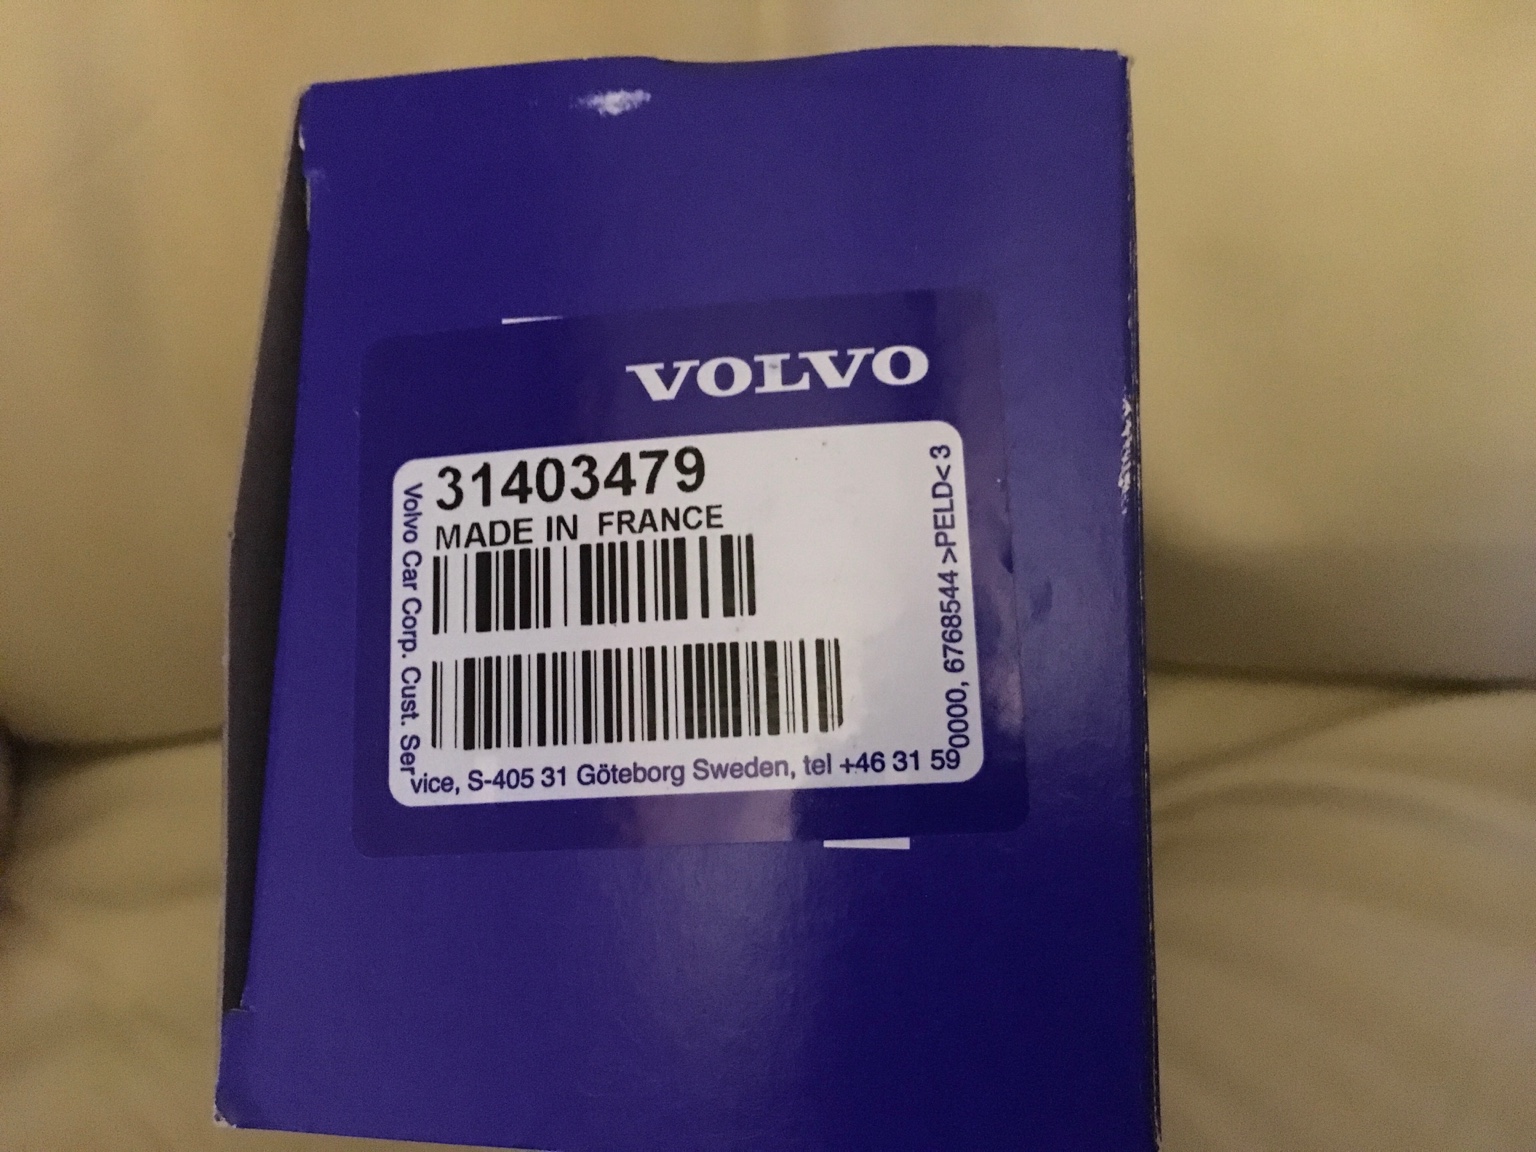 VOLVO
31403479
MADE IN FRANCE
Volvo Car Corp. Cust. Service, S-405 31 Göteborg Sweden, tel +46 31 590000, 6768544 >PELD< 3